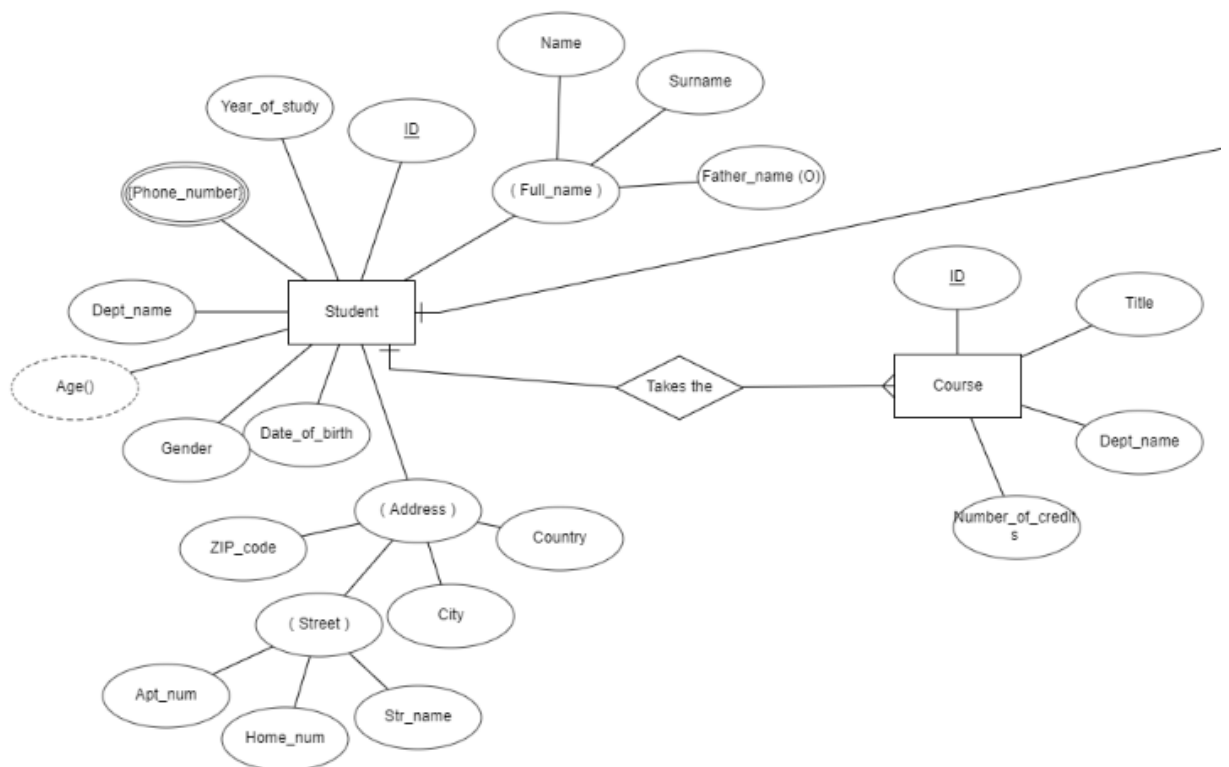 Name
Surname
Year_of_study
ID
Father_name (O)
( Full_name )
[Phone_number]
ID
Title
Dept_name
Student
Age()
Takes the
Course
Gender
Date_of_birth
Dept_name
( Address )
Number_of_credit
s
ZIP_code
Country
City
( Street )
Apt_num
Str_name
Home_num